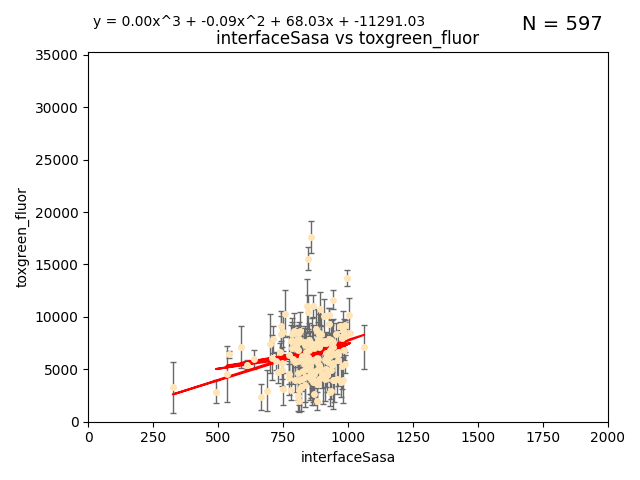 y = 0.00x^3 + -0.09x^2 + 68.03x + -11291.03
N = 597
interfaceSasa vs toxgreen_fluor
35000
30000
25000
20000
15000
10000
5000
0
toxgreen_fluor
0 250 500 750 1000 1250 1500 1750 2000
interfaceSasa